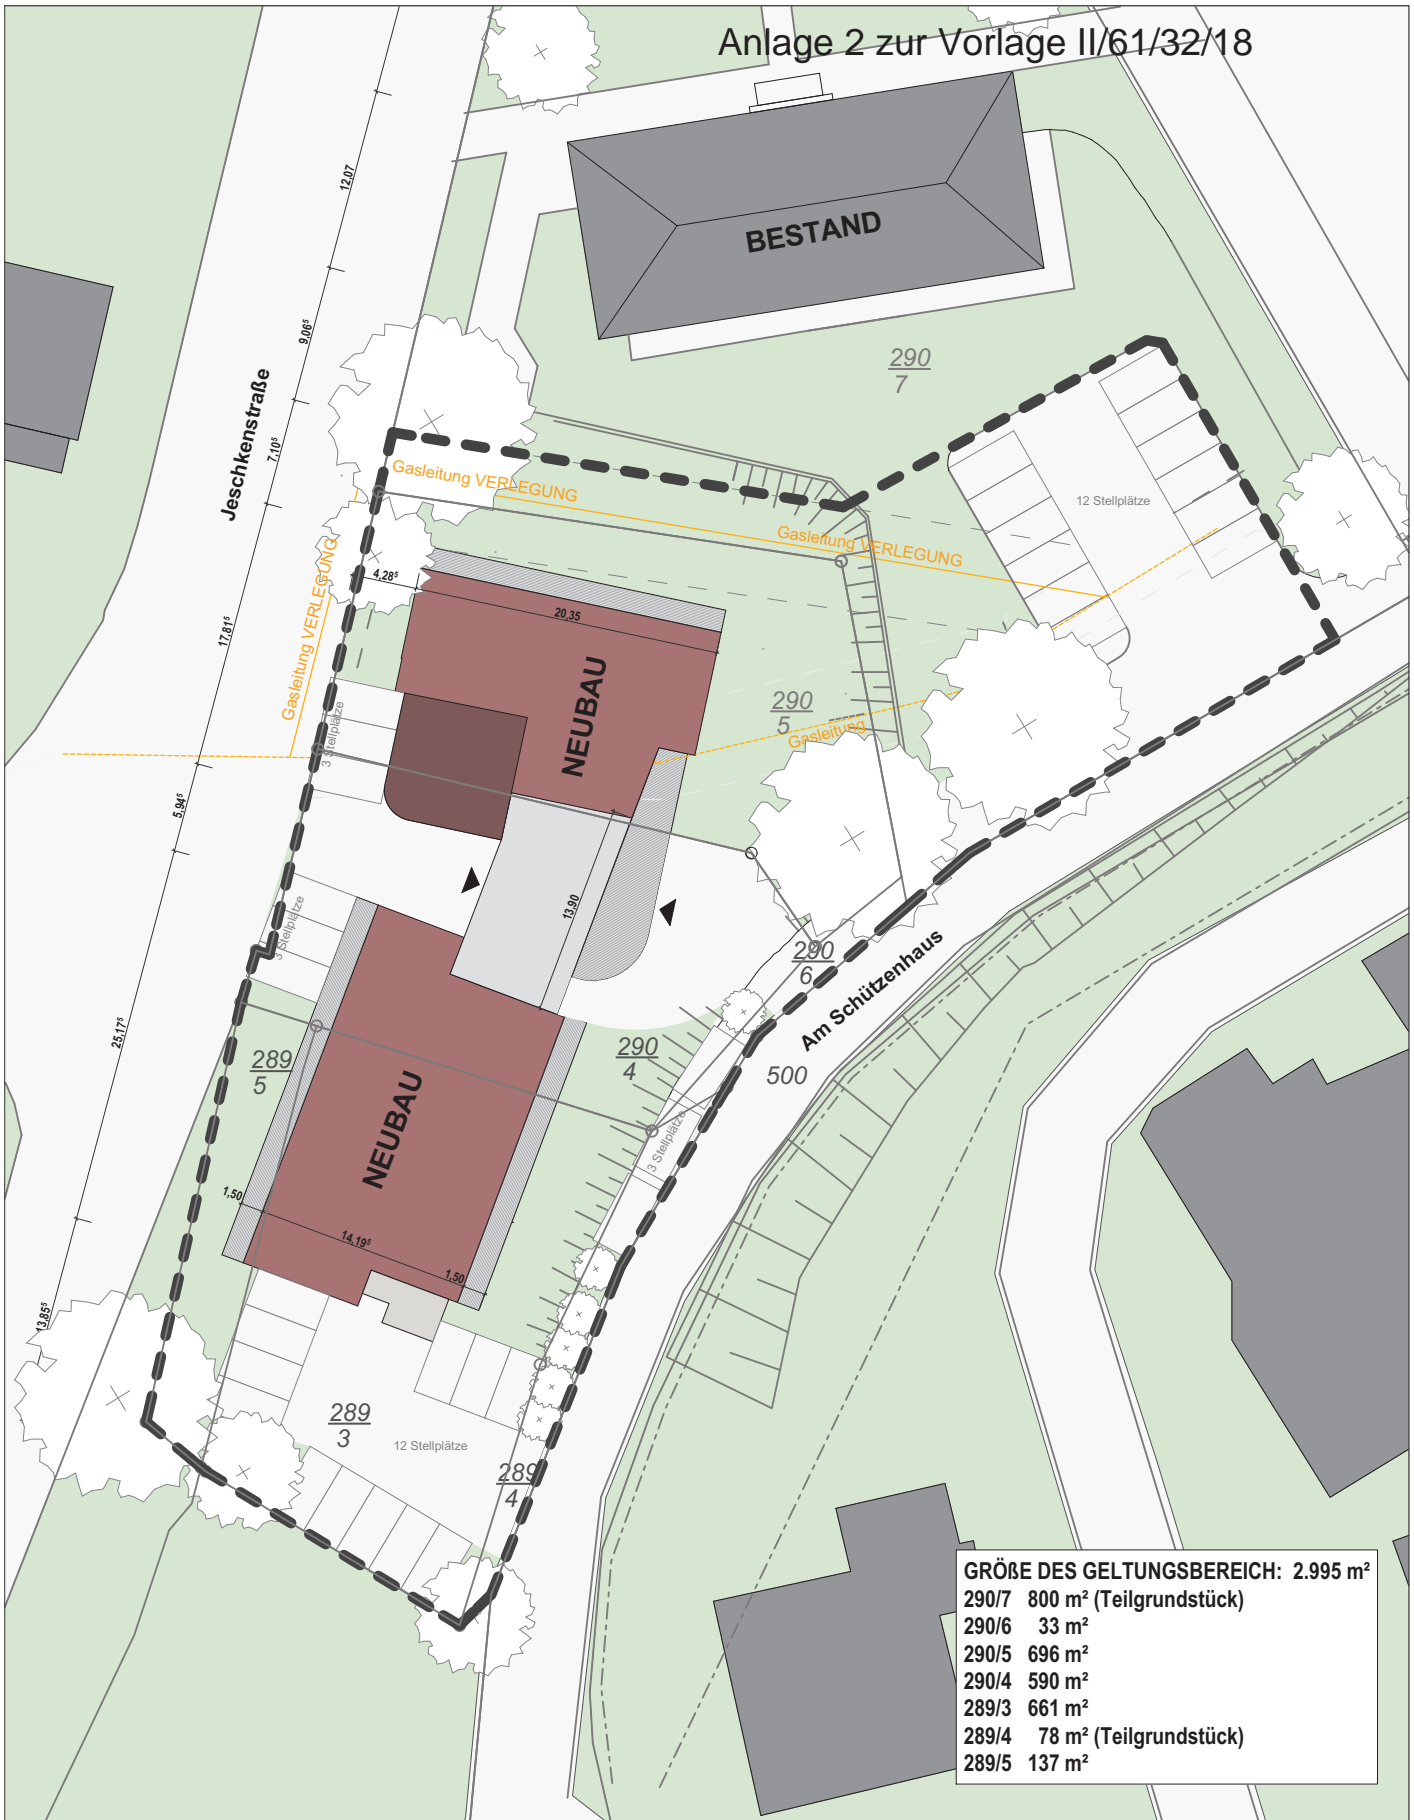 Anlage 2 zur Vorlage II/61/32/18
12,07
BESTAND
9,06⁵
290
7
Jeschkenstraße
7,10⁵
Gasleitung VERLEGUNG
12 Stellplätze
Gasleitung VERLEGUNG
Gasleitung VERLEGUNG
4,28⁵
20,35
17,81⁵
NEUBAU
290
5
Gasleitung
3 Stellplätze
5,94⁵
13,90
3 Stellplätze
290
6
Am Schützenhaus
25,17⁵
289
5
290
4
500
NEUBAU
3 Stellplätze
1,50
14,19⁵
1,50
13,85⁵
289
3
12 Stellplätze
289
4
GRÖßE DES GELTUNGSBEREICH: 2.995 m²
290/7 800 m² (Teilgrundstück)
290/6 33 m²
290/5 696 m²
290/4 590 m²
289/3 661 m²
289/4 78 m² (Teilgrundstück)
289/5 137 m²